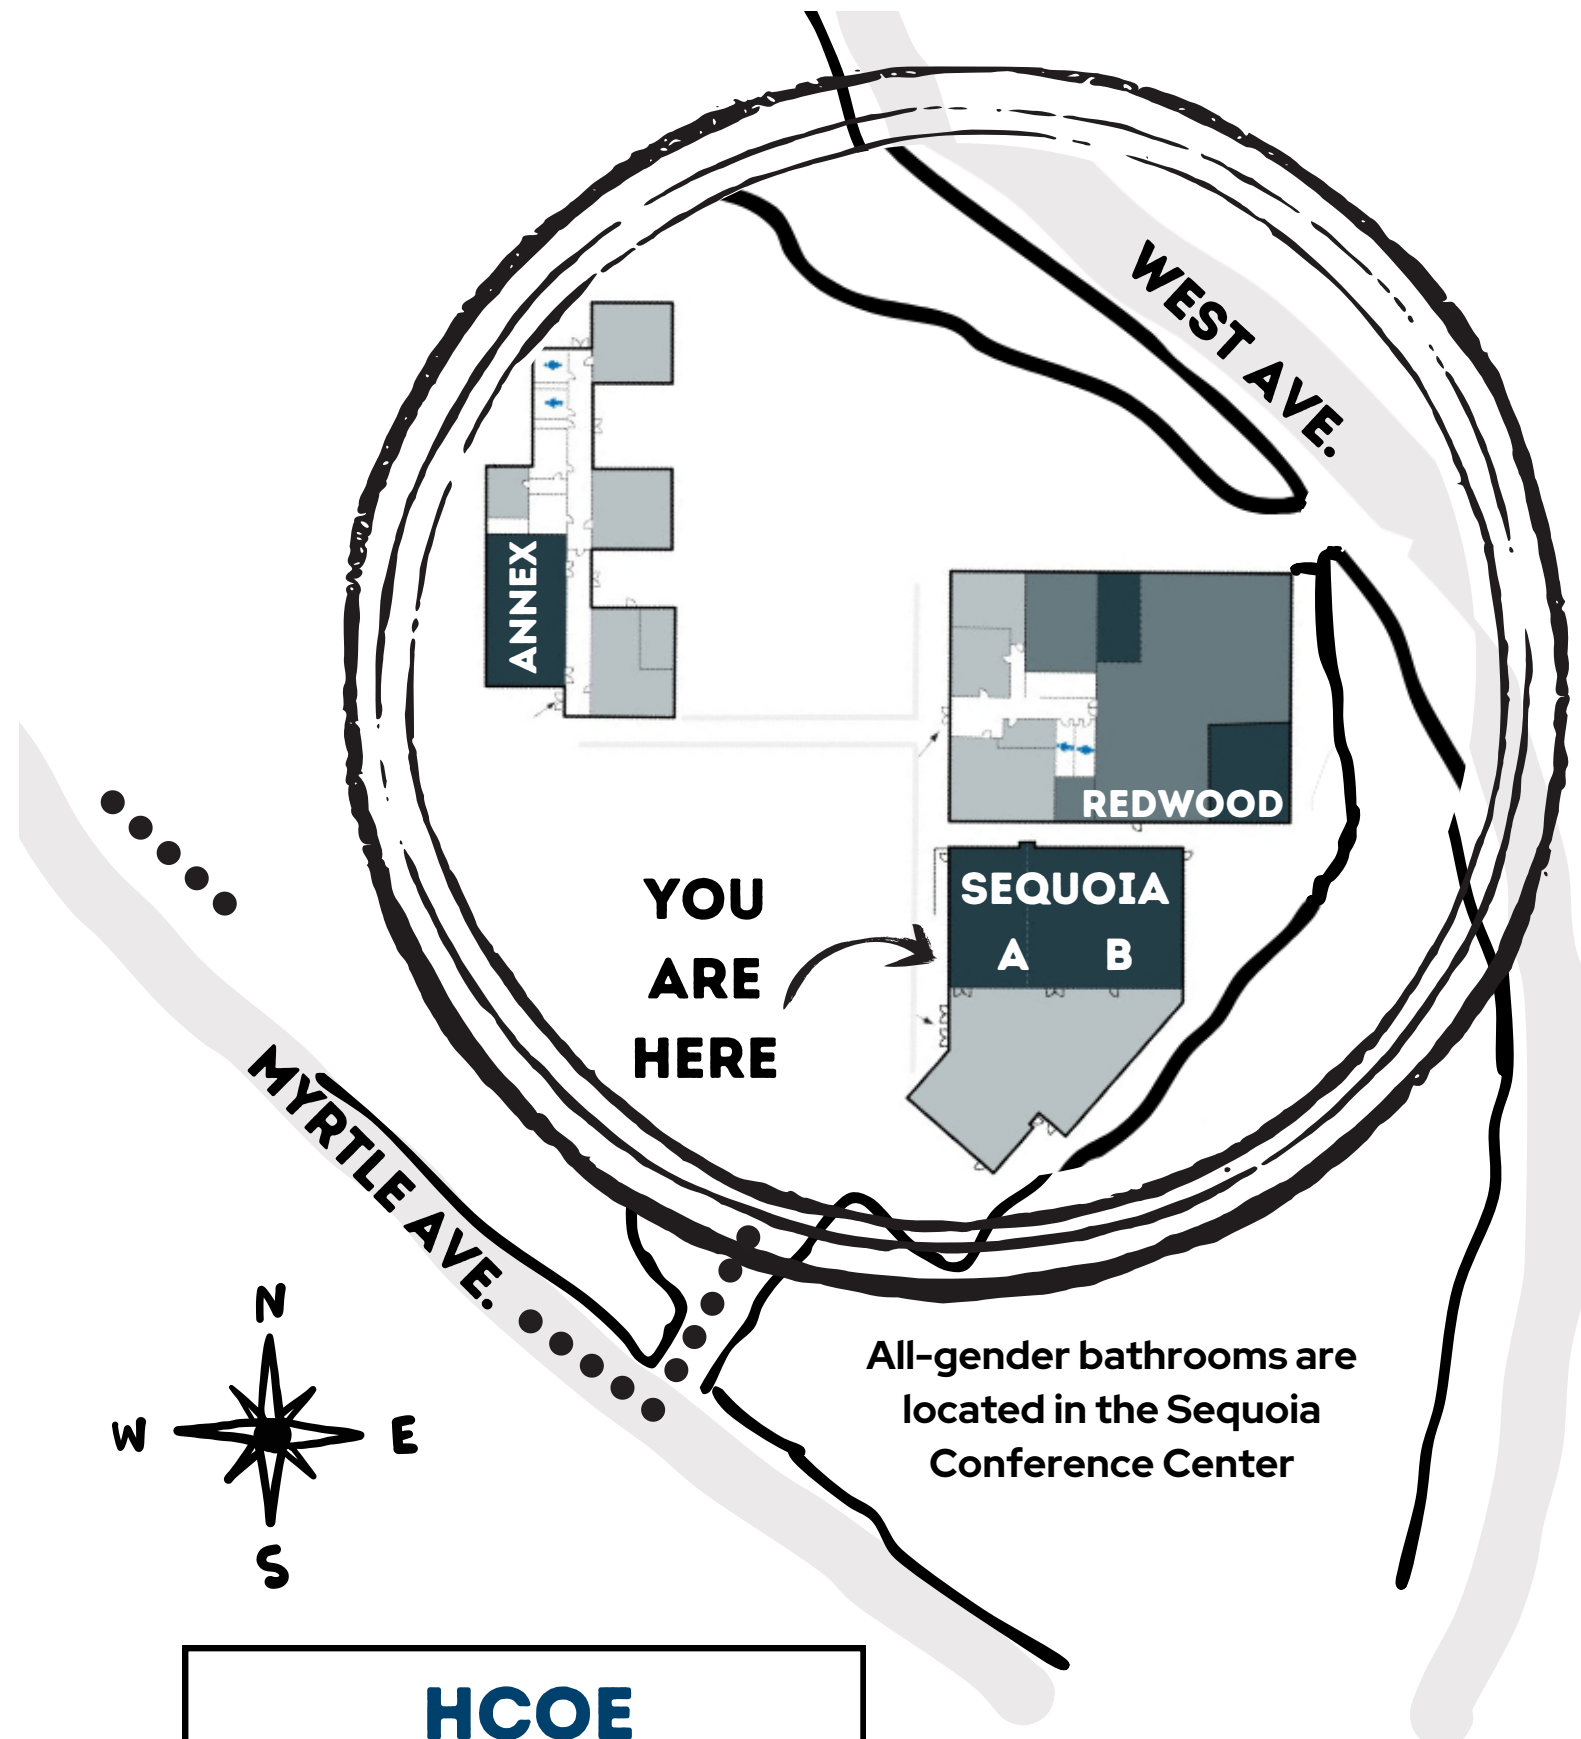 WEST AVE.
ANNEX
REDWOOD
SEQUOIA
A B
YOU
ARE
HERE
MYRTLE AVE.
N
W E
S
All-gender bathrooms are
located in the Sequoia
Conference Center
HCOE